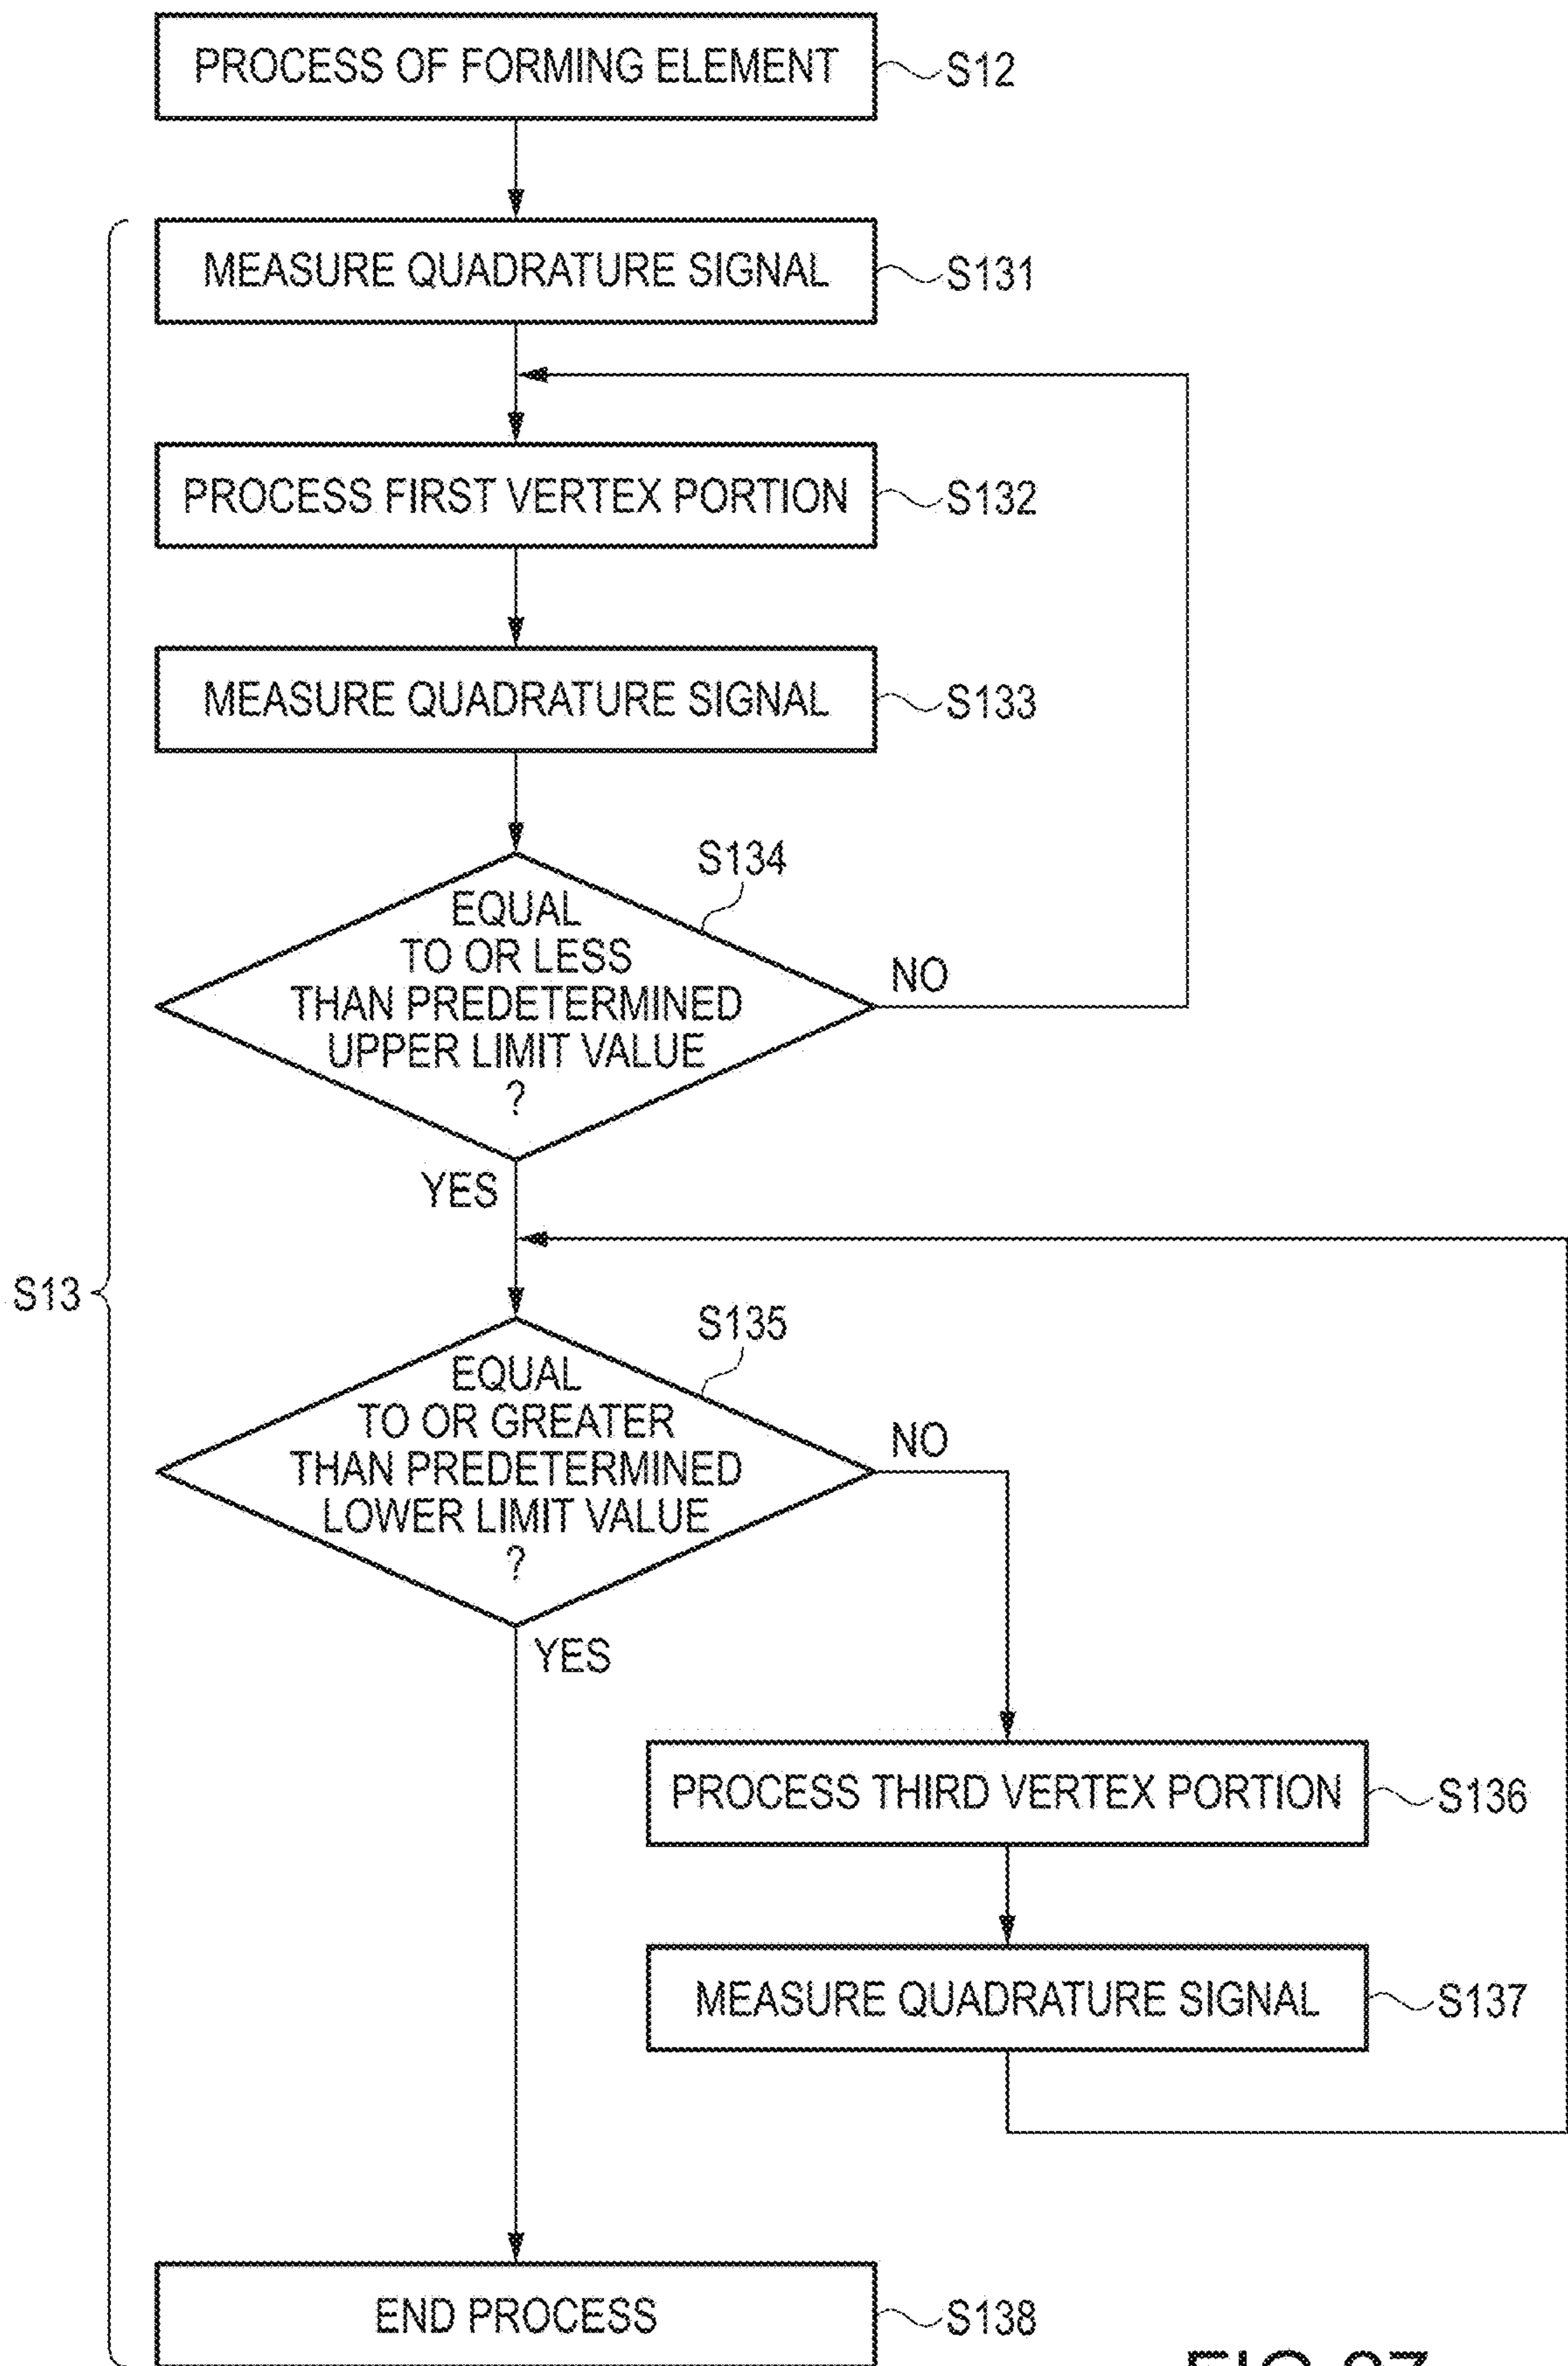 PROCESS OF FORMING ELEMENT
S12
MEASURE QUADRATURE SIGNAL
S131
PROCESS FIRST VERTEX PORTION
S132
MEASURE QUADRATURE SIGNAL
S133
S134
EQUAL
TO OR LESS
THAN PREDETERMINED
UPPER LIMIT VALUE
?
NO
YES
S13
S135
EQUAL
TO OR GREATER
THAN PREDETERMINED
LOWER LIMIT VALUE
?
NO
YES
PROCESS THIRD VERTEX PORTION
S136
MEASURE QUADRATURE SIGNAL
S137
END PROCESS
S138